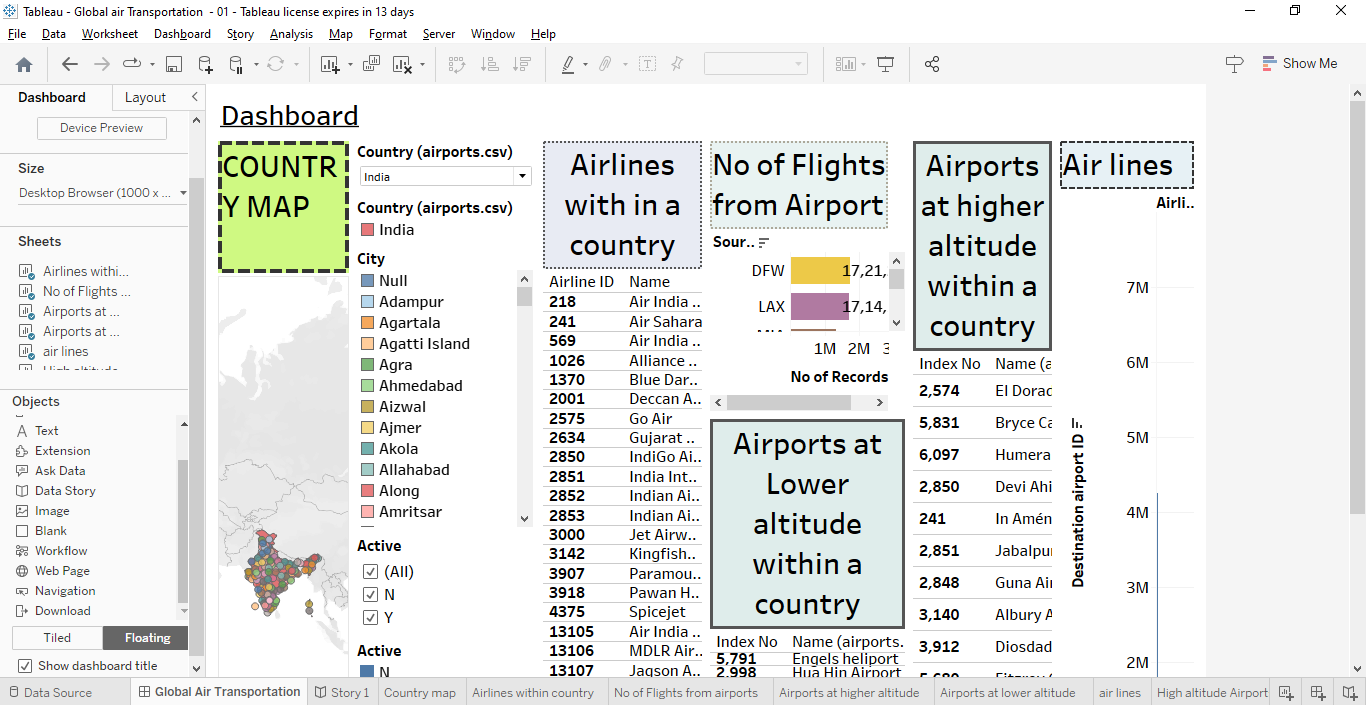 Tableau - Global air Transportation - 01 - Tableau license expires in 13 days
File Data Worksheet Dashboard Story Analysis Map Format Server Window Help
Show Me
Dashboard Layout
Device Preview
Size
Desktop Browser (1000 x ...
Sheets
Airlines withi...
No of Flights ...
Airports at ...
Airports at ...
air lines
Objects
Text
Extension
Ask Data
Data Story
Image
Blank
Workflow
Web Page
Navigation
Download
Tiled Floating
Show dashboard title
Dashboard
COUNTR
Y MAP
Country (airports.csv)
India
Country (airports.csv)
India
City
Null
Adampur
Agartala
Agatti Island
Agra
Ahmedabad
Aizwal
Ajmer
Akola
Allahabad
Along
Amritsar
Active
(All)
N
Y
Active
N
Airlines
with in a
country
Airline ID Name
218 Air India ..
241 Air Sahara
569 Air India ..
1026 Alliance ..
1370 Blue Dar..
2001 Deccan A..
2575 Go Air
2634 Gujarat ..
2850 IndiGo Ai..
2851 India Int..
2852 Indian Ai..
2853 Indian Ai..
3000 Jet Airw..
3142 Kingfish..
3907 Paramou..
3918 Pawan H..
4375 Spicejet
13105 Air India ..
13106 MDLR Air..
13107 Jagson A..
No of Flights
from Airport
Sour..
DFW 17,21,
LAX 17,14,
1M 2M 3
No of Records
Airports at
Lower
altitude
within a
country
Index No Name (airports.
5,791 Engels heliport
2,998 Hua Hin Airport
Airports
at higher
altitude
within a
country
Index No Name (a
2,574 El Dorac
5,831 Bryce Ca
6,097 Humera
2,850 Devi Ahi
241 In Amén
2,851 Jabalpu
2,848 Guna Air
3,140 Albury A
3,912 Diosdad
Air lines
Airli..
7M
6M
5M
4M
3M
2M
Destination airport ID
Data Source Global Air Transportation Story 1 Country map Airlines within country No of Flights from airports Airports at higher altitude Airports at lower altitude air lines High altitude Airport